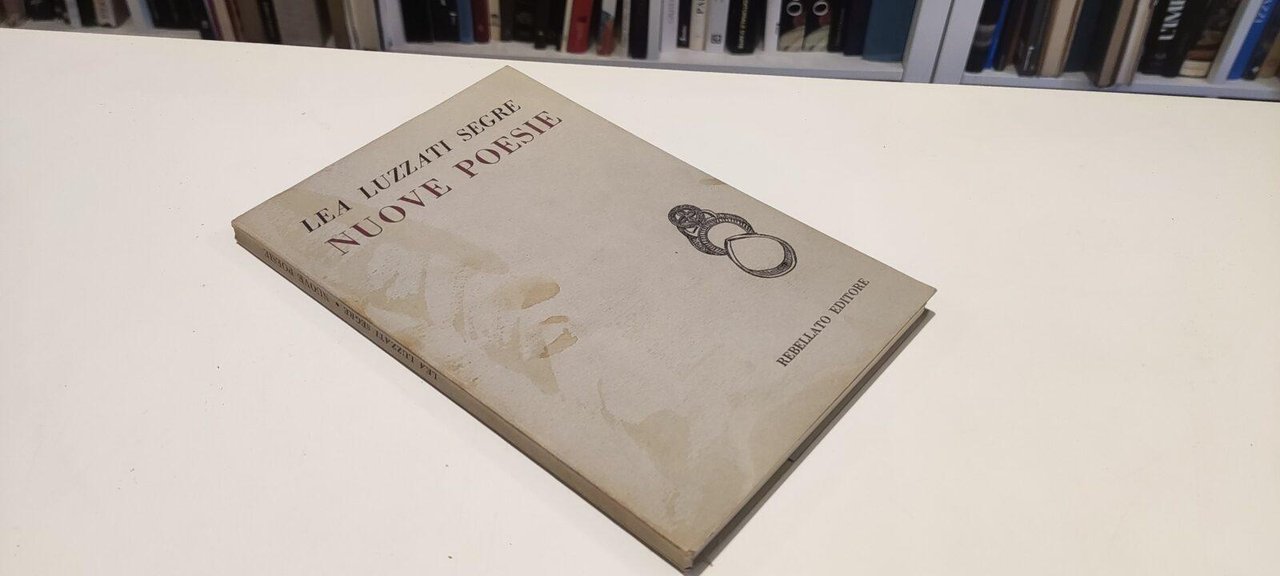 LEA LUZZATI SEGRE
NUOVE POESIE
REBELLATO EDITORE
LEA LUZZATI SEGRE • NUOVE POESIE